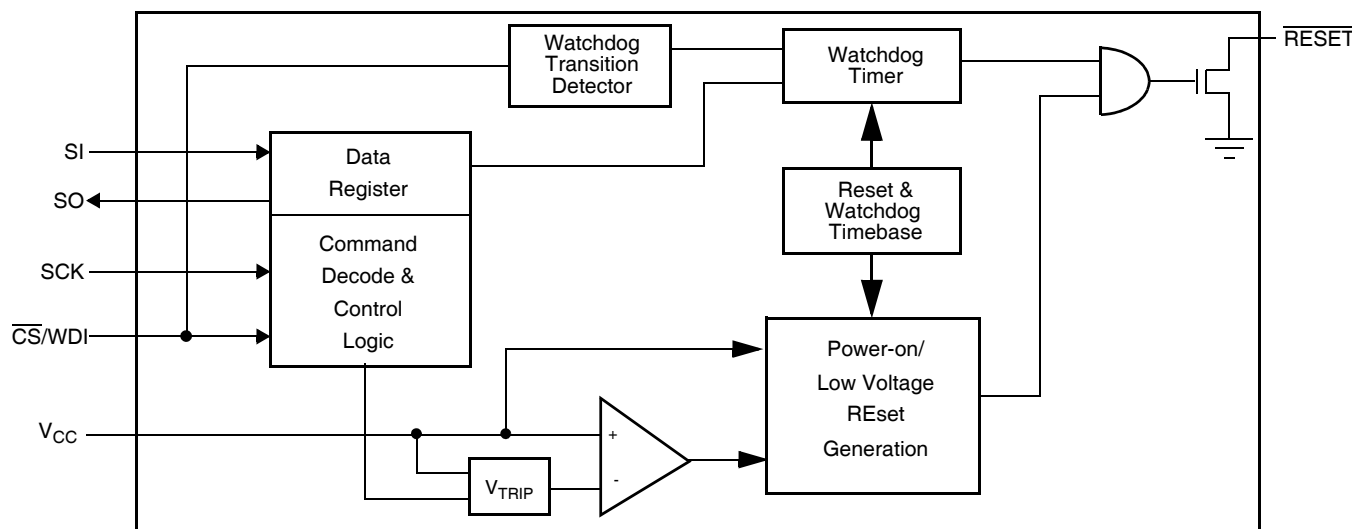 Watchdog
Transition
Detector
Watchdog
Timer
RESET
SI
SO
SCK
CS/WDI
VCC
Data
Register
Command
Decode &
Control
Logic
Reset &
Watchdog
Timebase
Power-on/
Low Voltage
REset
Generation
+
-
VTRIP